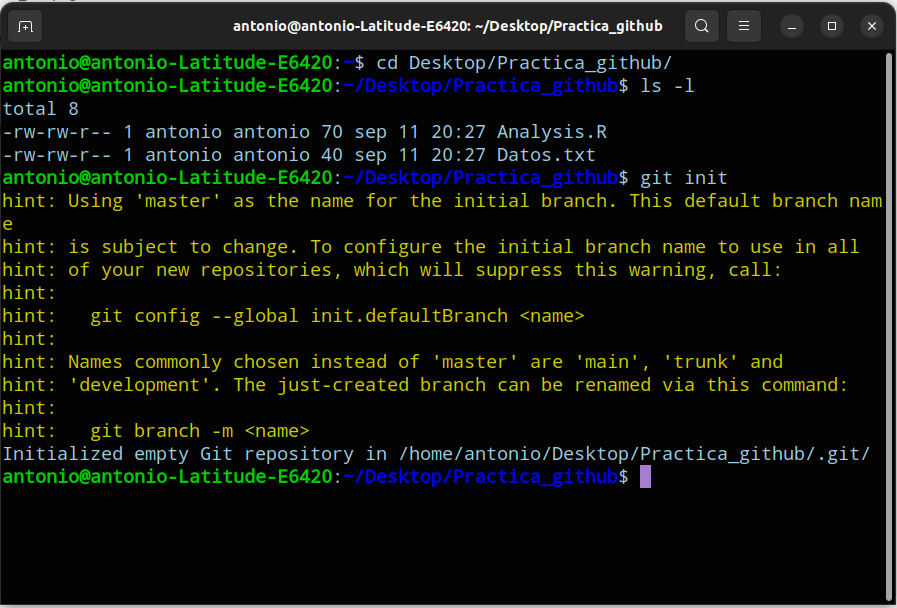 antonio@antonio-Latitude-E6420: ~/Desktop/Practica_github
antonio@antonio-Latitude-E6420:~$ cd Desktop/Practica_github/
antonio@antonio-Latitude-E6420:~/Desktop/Practica_github$ ls -l
total 8
-rw-rw-r-- 1 antonio antonio 70 sep 11 20:27 Analysis.R
-rw-rw-r-- 1 antonio antonio 40 sep 11 20:27 Datos.txt
antonio@antonio-Latitude-E6420:~/Desktop/Practica_github$ git init
hint: Using 'master' as the name for the initial branch. This default branch nam
e
hint: is subject to change. To configure the initial branch name to use in all
hint: of your new repositories, which will suppress this warning, call:
hint:
hint:   git config --global init.defaultBranch <name>
hint:
hint: Names commonly chosen instead of 'master' are 'main', 'trunk' and
hint: 'development'. The just-created branch can be renamed via this command:
hint:
hint:   git branch -m <name>
Initialized empty Git repository in /home/antonio/Desktop/Practica_github/.git/
antonio@antonio-Latitude-E6420:~/Desktop/Practica_github$